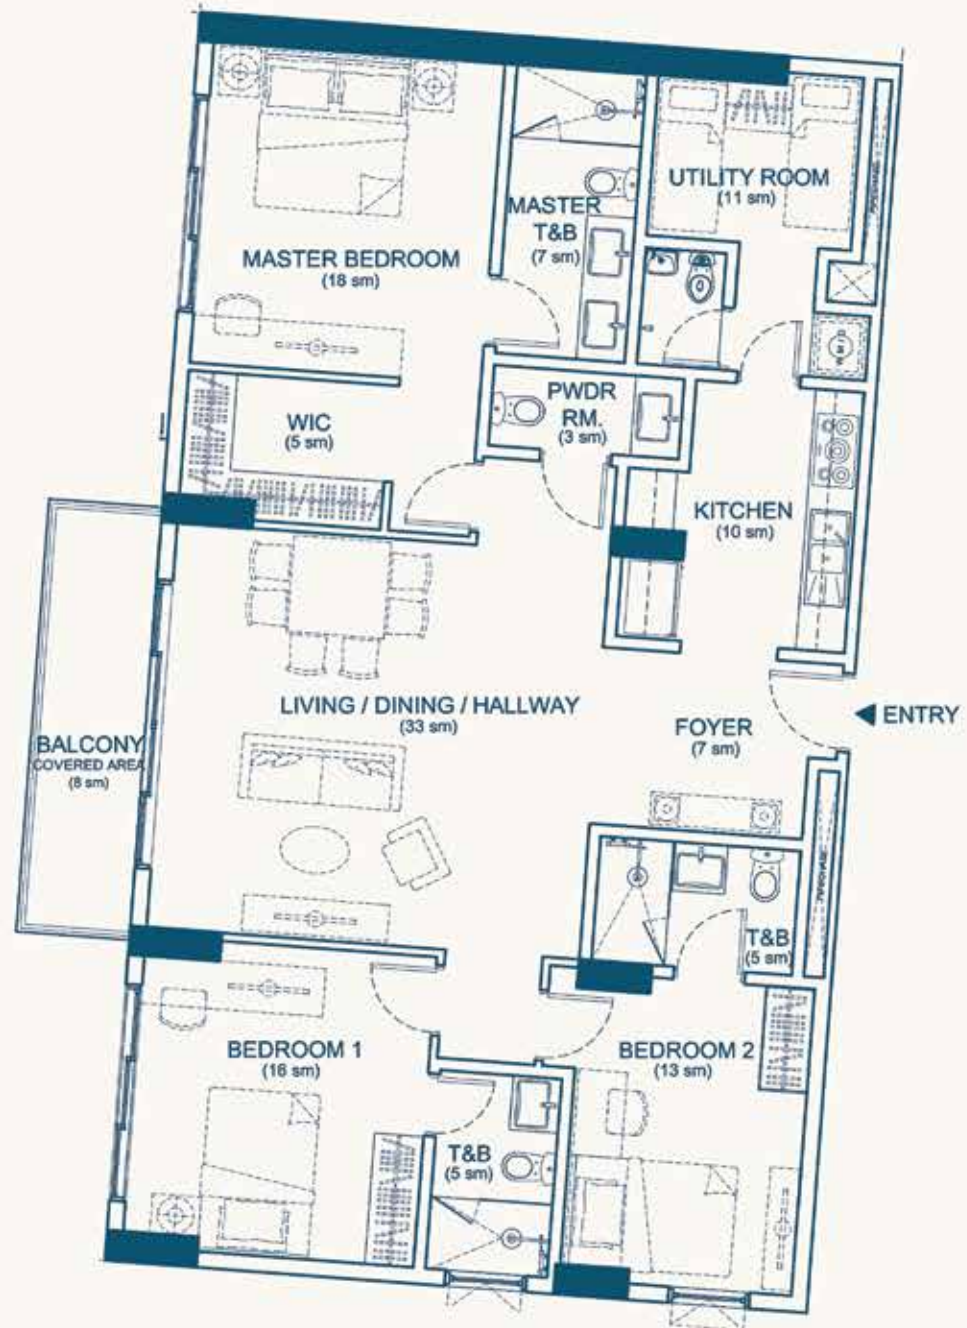 UTILITY ROOM
(11 sm)
MASTER
T&B
(7 sm)
MASTER BEDROOM
(18 sm)
PWDR
RM.
(3 sm)
WIC
(5 sm)
KITCHEN
(10 sm)
LIVING / DINING / HALLWAY
(33 sm)
FOYER
(7 sm)
ENTRY
BALCONY
COVERED AREA
(8 sm)
T&B
(5 sm)
BEDROOM 1
(16 sm)
BEDROOM 2
(13 sm)
T&B
(5 sm)